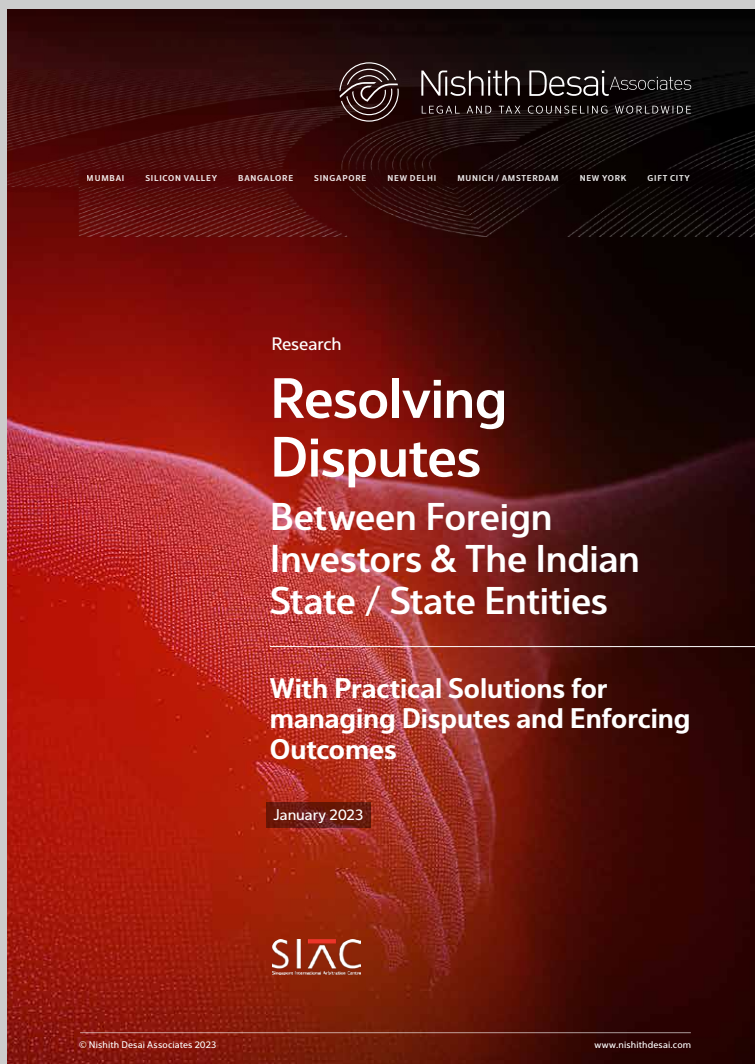 Nishith Desai Associates
LEGAL AND TAX COUNSELING WORLDWIDE
MUMBAI SILICON VALLEY BANGALORE SINGAPORE NEW DELHI MUNICH / AMSTERDAM NEW YORK GIFT CITY
Research
Resolving
Disputes
Between Foreign
Investors & The Indian
State / State Entities
With Practical Solutions for
managing Disputes and Enforcing
Outcomes
January 2023
SIAC
Singapore International Arbitration Centre
© Nishith Desai Associates 2023 www.nishithdesai.com